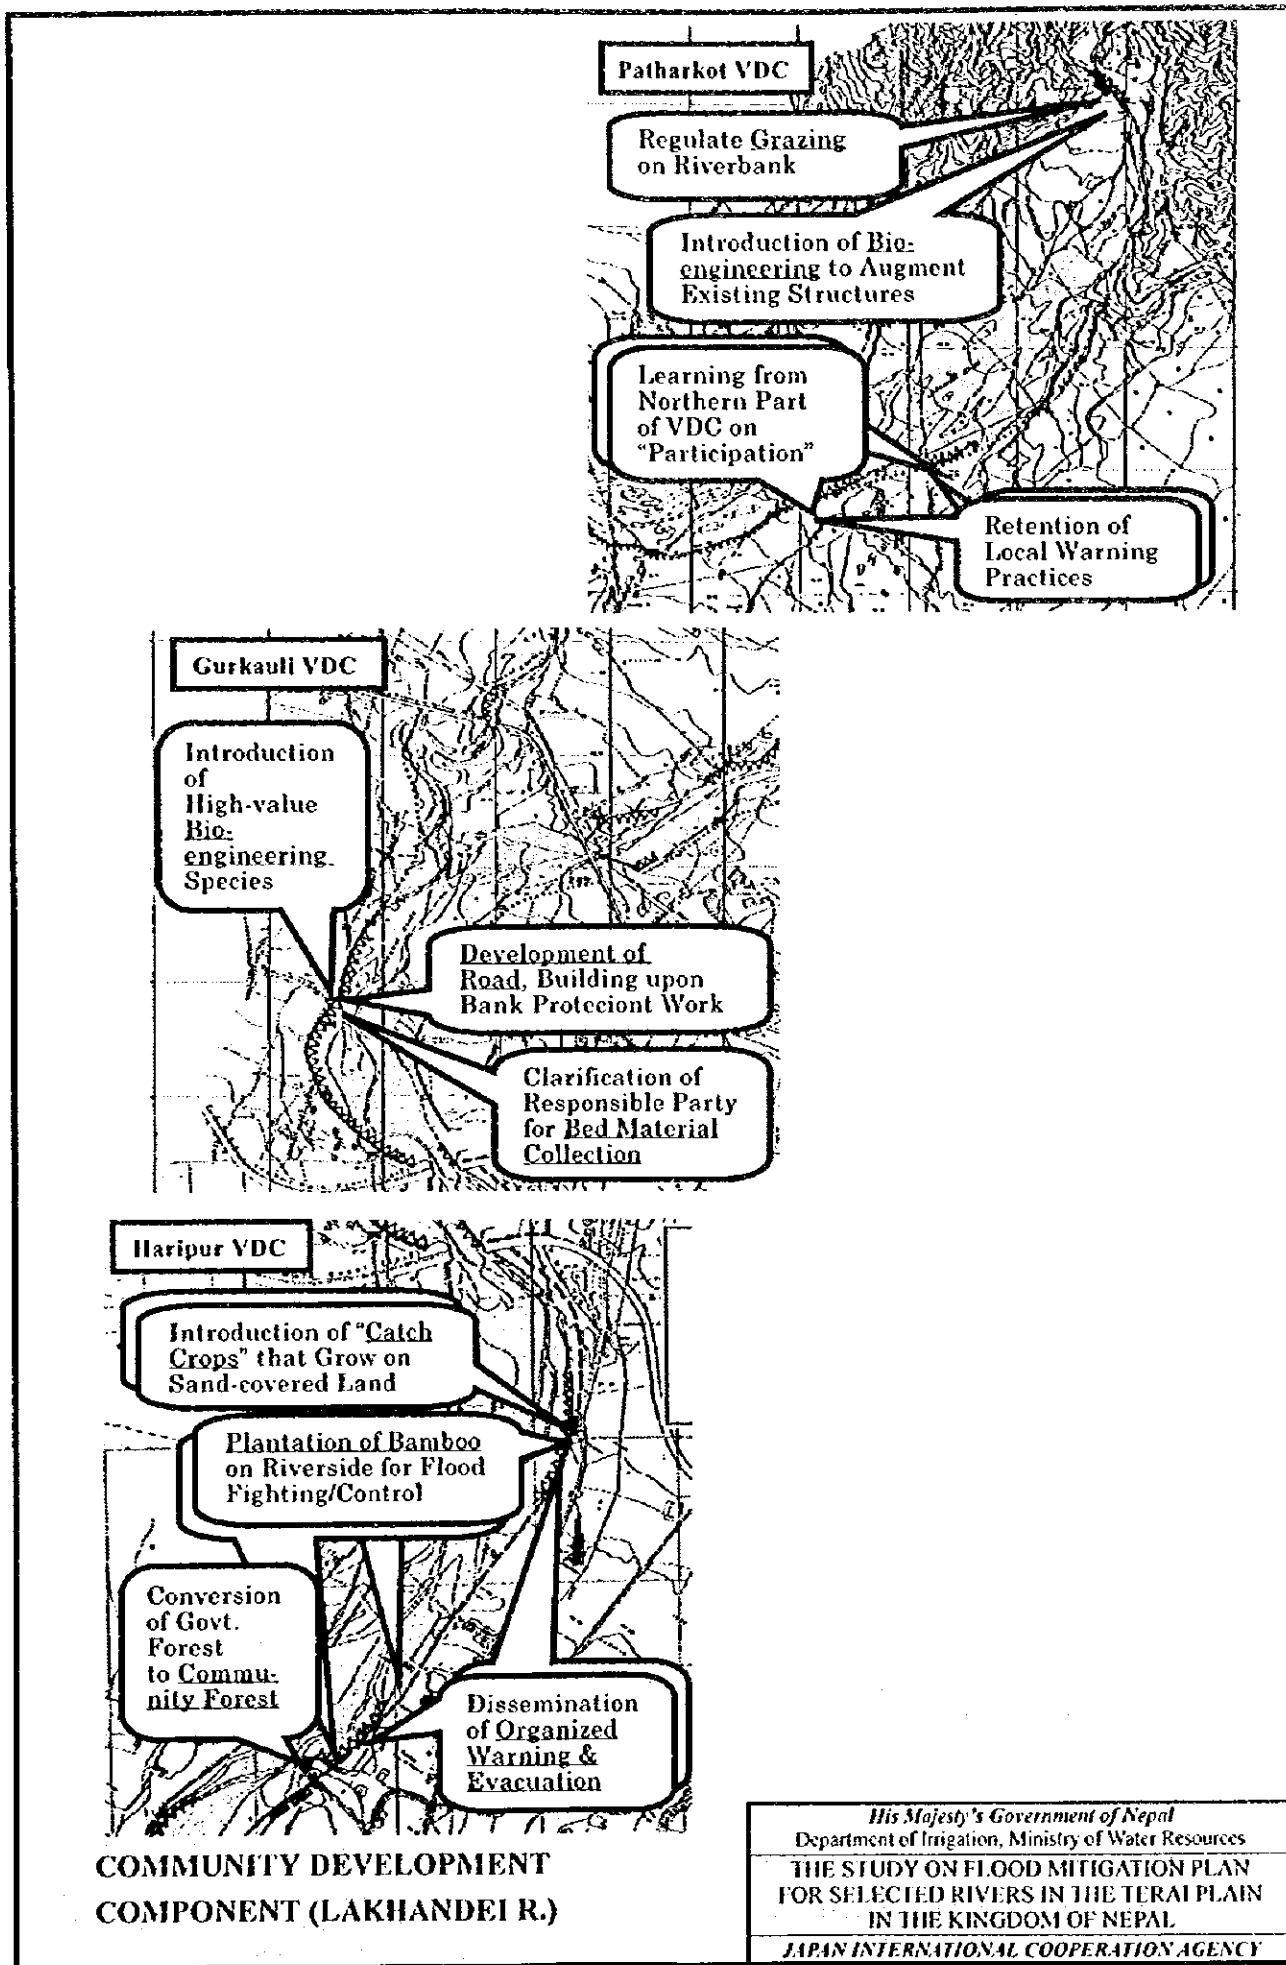 Patharkot VDC
Regulate Grazing
on Riverbank
Introduction of Bio-
engineering to Augment
Existing Structures
Learning from
Northern Part
of VDC on
"Participation"
Retention of
Local Warning
Practices
Gurkauli VDC
Introduction
of
High-value
Bio-
engineering
Species
Development of
Road, Building upon
Bank Proteciont Work
Clarification of
Responsible Party
for Bed Material
Collection
Haripur VDC
Introduction of "Catch
Crops" that Grow on
Sand-covered Land
Plantation of Bamboo
on Riverside for Flood
Fighting/Control
Conversion
of Govt.
Forest
to Commu-
nity Forest
Dissemination
of Organized
Warning &
Evacuation
COMMUNITY DEVELOPMENT
COMPONENT (LAKHANDEI R.)
His Majesty's Government of Nepal
Department of Irrigation, Ministry of Water Resources
THE STUDY ON FLOOD MITIGATION PLAN
FOR SELECTED RIVERS IN THE TERAI PLAIN
IN THE KINGDOM OF NEPAL
JAPAN INTERNATIONAL COOPERATION AGENCY